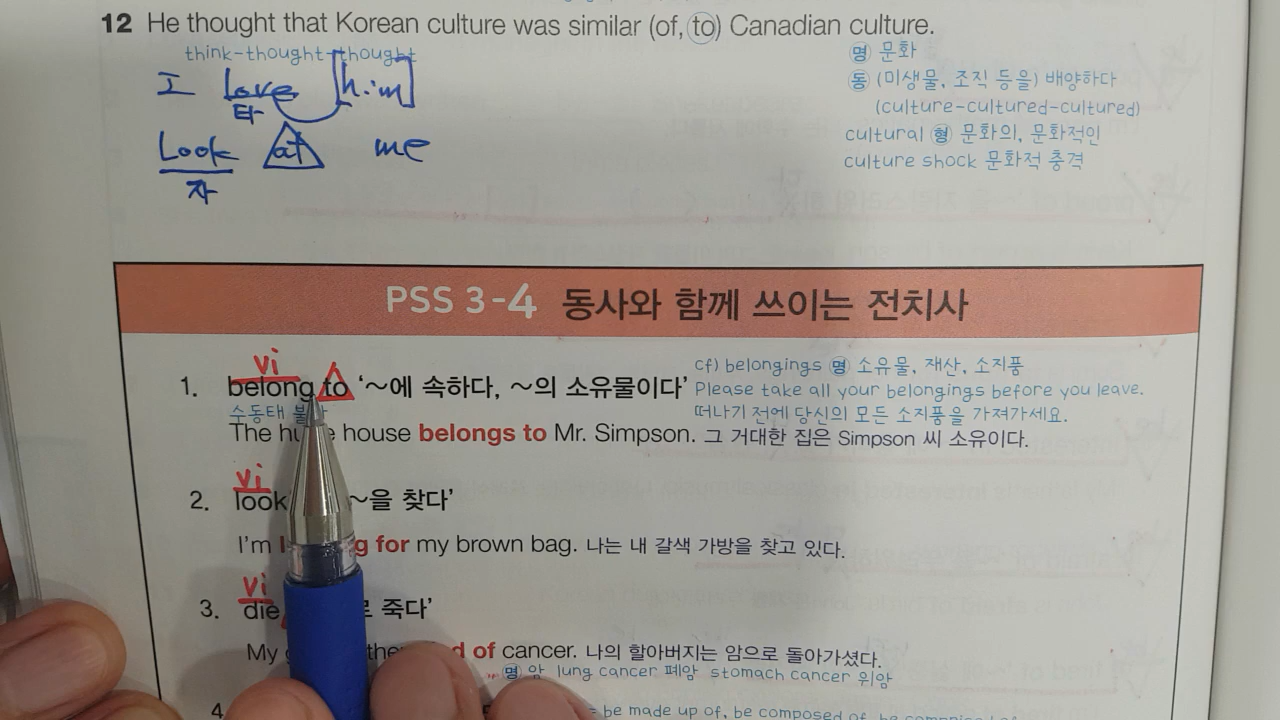 12 He thought that Korean culture was similar (of, to) Canadian culture.
think-thought-thought
명 문화
동 (미생물, 조직 등을) 배양하다
(culture-cultured-cultured)
cultural 형 문화의, 문화적인
culture shock 문화적 충격
I love him
타
Look at me
자
PSS 3-4 동사와 함께 쓰이는 전치사
vi
1. belong to ‘~에 속하다, ~의 소유물이다’
수동태
cf) belongings 명 소유물, 재산, 소지품
Please take all your belongings before you leave.
떠나기 전에 당신의 모든 소지품을 가져가세요.
The house belongs to Mr. Simpson. 그 거대한 집은 Simpson 씨 소유이다.
vi
2. look ~을 찾다’
I'm for my brown bag. 나는 내 갈색 가방을 찾고 있다.
vi
3. die 죽다’
My of cancer. 나의 할아버지는 암으로 돌아가셨다.
명 암 lung cancer 폐암 stomach cancer 위암
4.
= be made up of, be composed of,